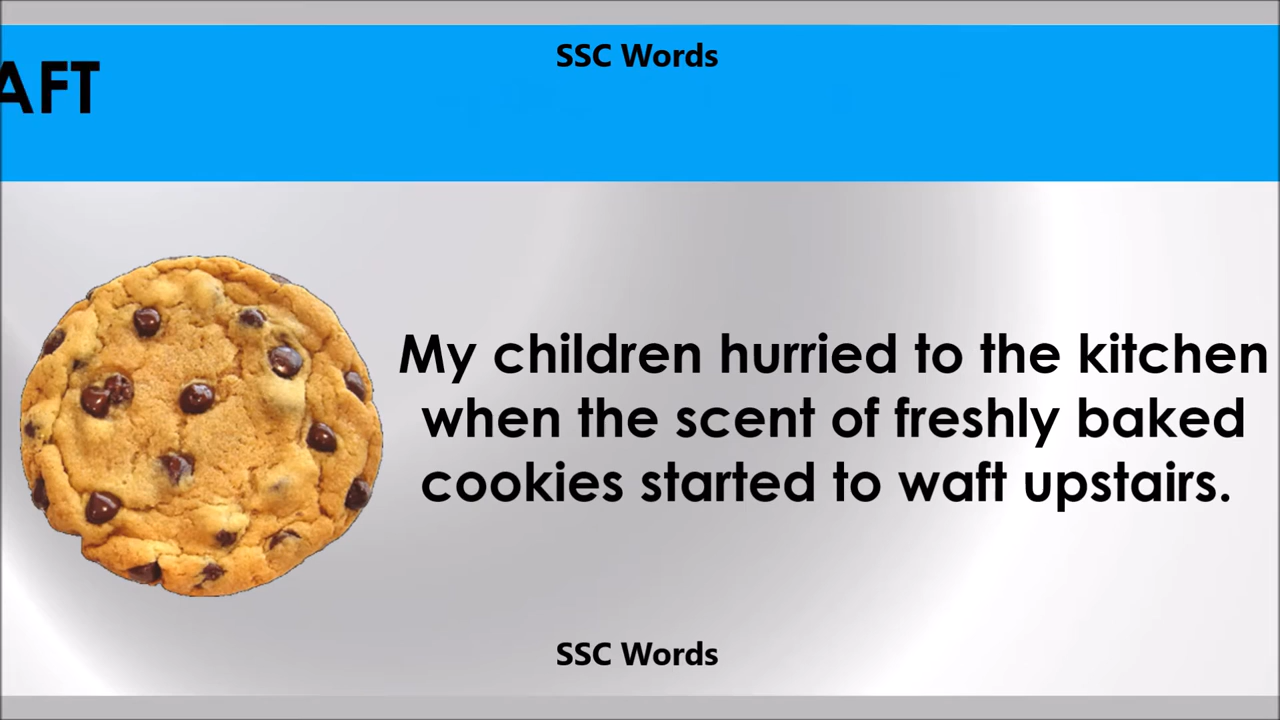 SSC Words
AFT
My children hurried to the kitchen
when the scent of freshly baked
cookies started to waft upstairs.
SSC Words